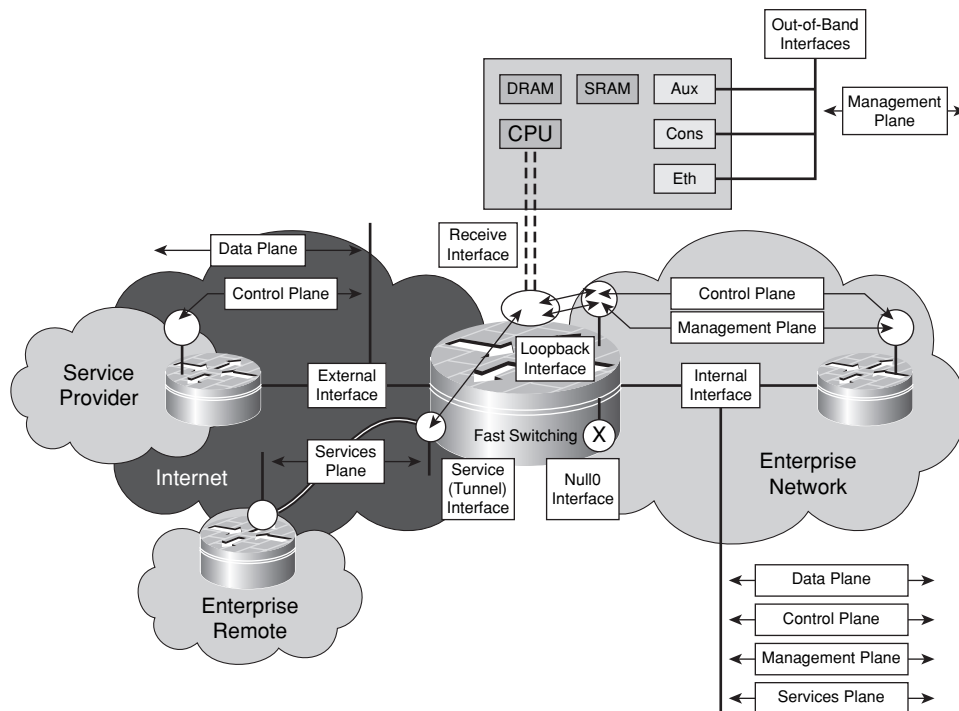 Out-of-Band
Interfaces
DRAM
SRAM
Aux
Management
Plane
CPU
Cons
Eth
Receive
Interface
Data Plane
Control Plane
Control Plane
Management Plane
Loopback
Interface
Service
Provider
External
Interface
Internal
Interface
Fast Switching
X
Services
Plane
Internet
Service
(Tunnel)
Interface
Null0
Interface
Enterprise
Network
Enterprise
Remote
Data Plane
Control Plane
Management Plane
Services Plane